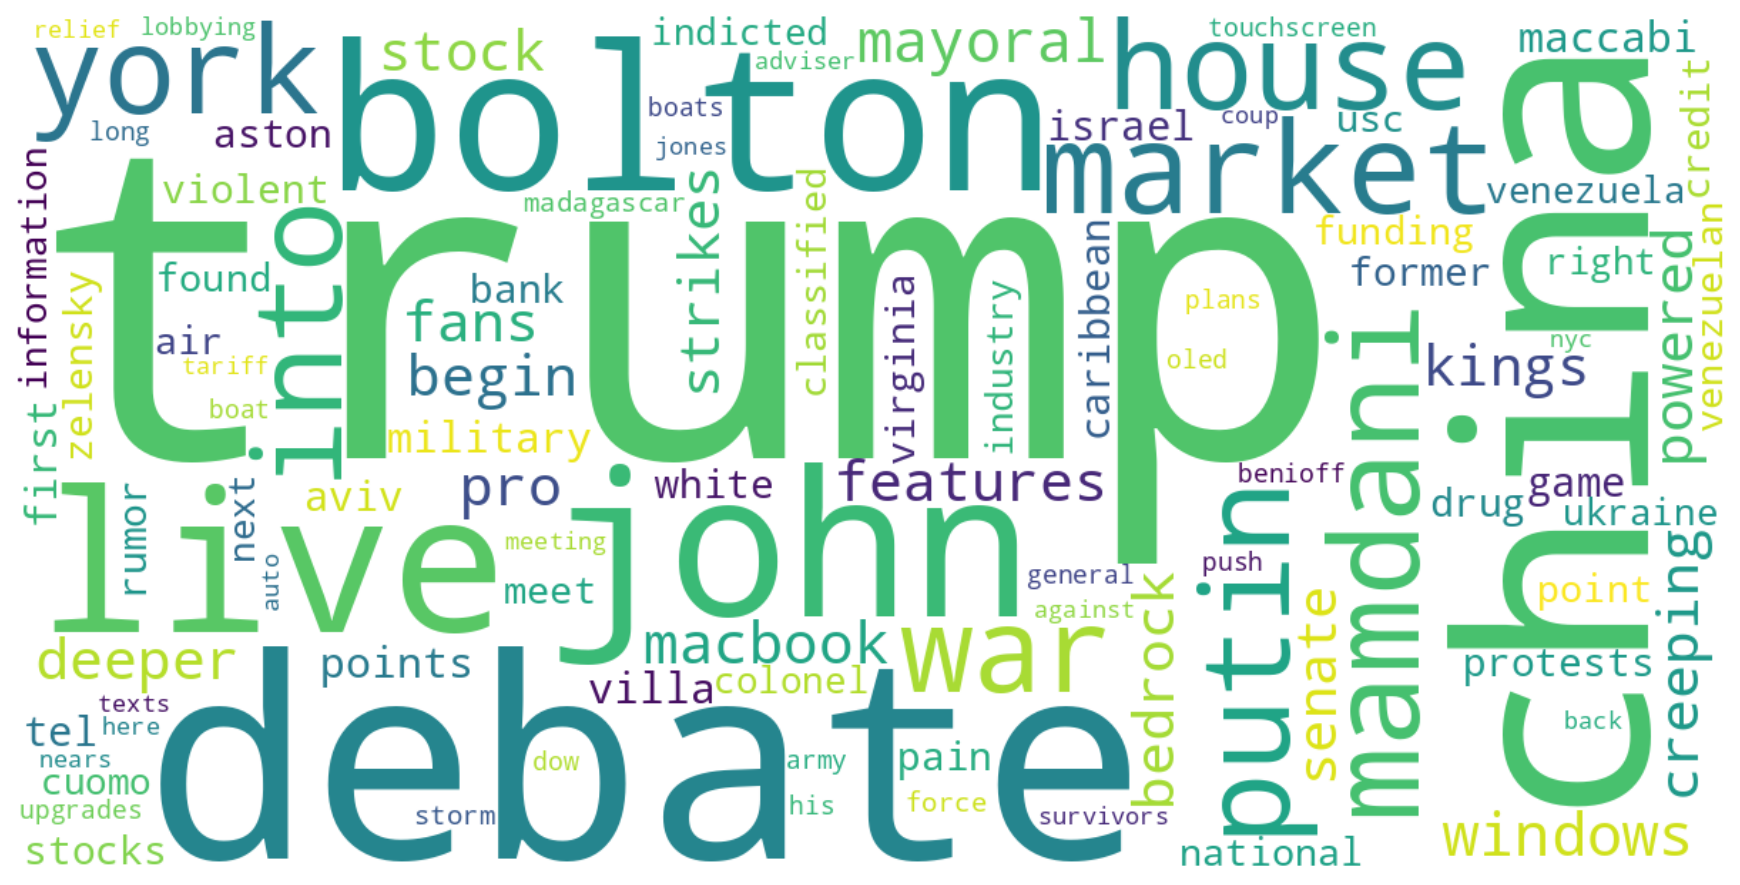 relief
lobbying
york
stock
bolton
indicted
adviser
mayoral
house
touchscreen
maccabi
long
aston
boats
jones
israel
coup
usc
market
china
venezuela
credit
information
violent
into
madagascar
strikes
classified
trump
caribbean
funding
former
right
powered
venezuelan
zelensky
found
air
tariff
boat
bank
fans
begin
military
virginia
industry
plans
oled
mamdani
kings
nyc
first
live
rumor
next
auto
aviv
pro
meeting
meet
john
white
features
general
against
benioff
push
putin
game
drug
ukraine
point
creeping
deeper
points
macbook
war
villa
colonel
bedrock
senate
protests
back
texts
tel
here
nears
cuomo
upgrades
stocks
debate
storm
dow
army
his
pain
force
survivors
national
windows